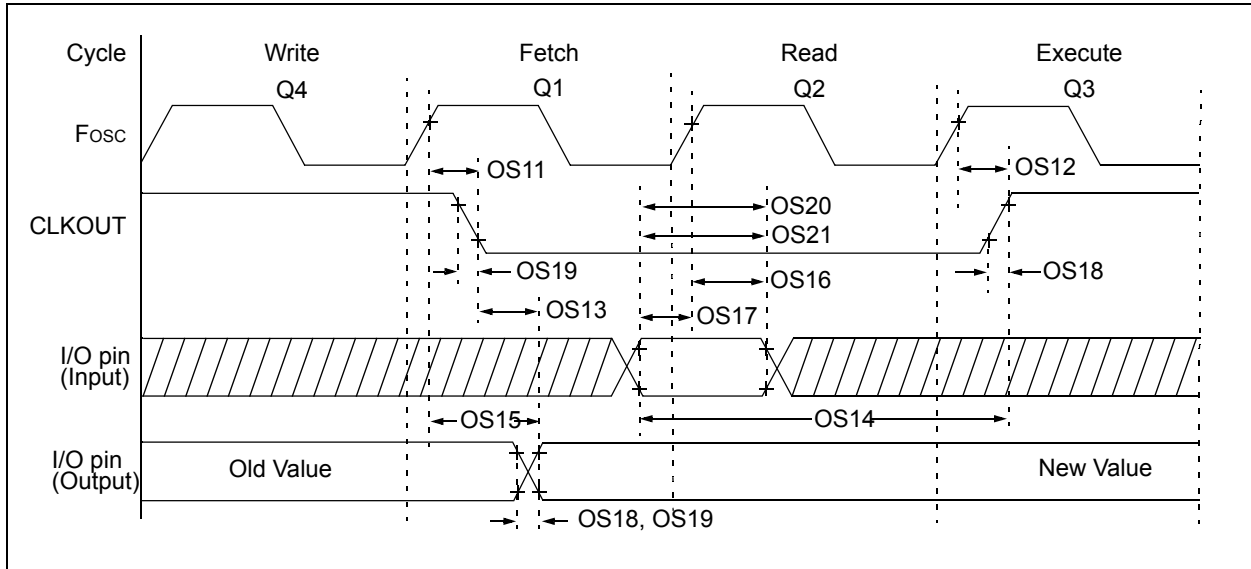 Cycle Write Fetch Read Execute
Q4 Q1 Q2 Q3
FOSC
OS11 OS12
CLKOUT OS20
OS21
OS19 OS16 OS18
OS13 OS17
I/O pin
(Input)
OS15 OS14
I/O pin
(Output) Old Value New Value
OS18, OS19